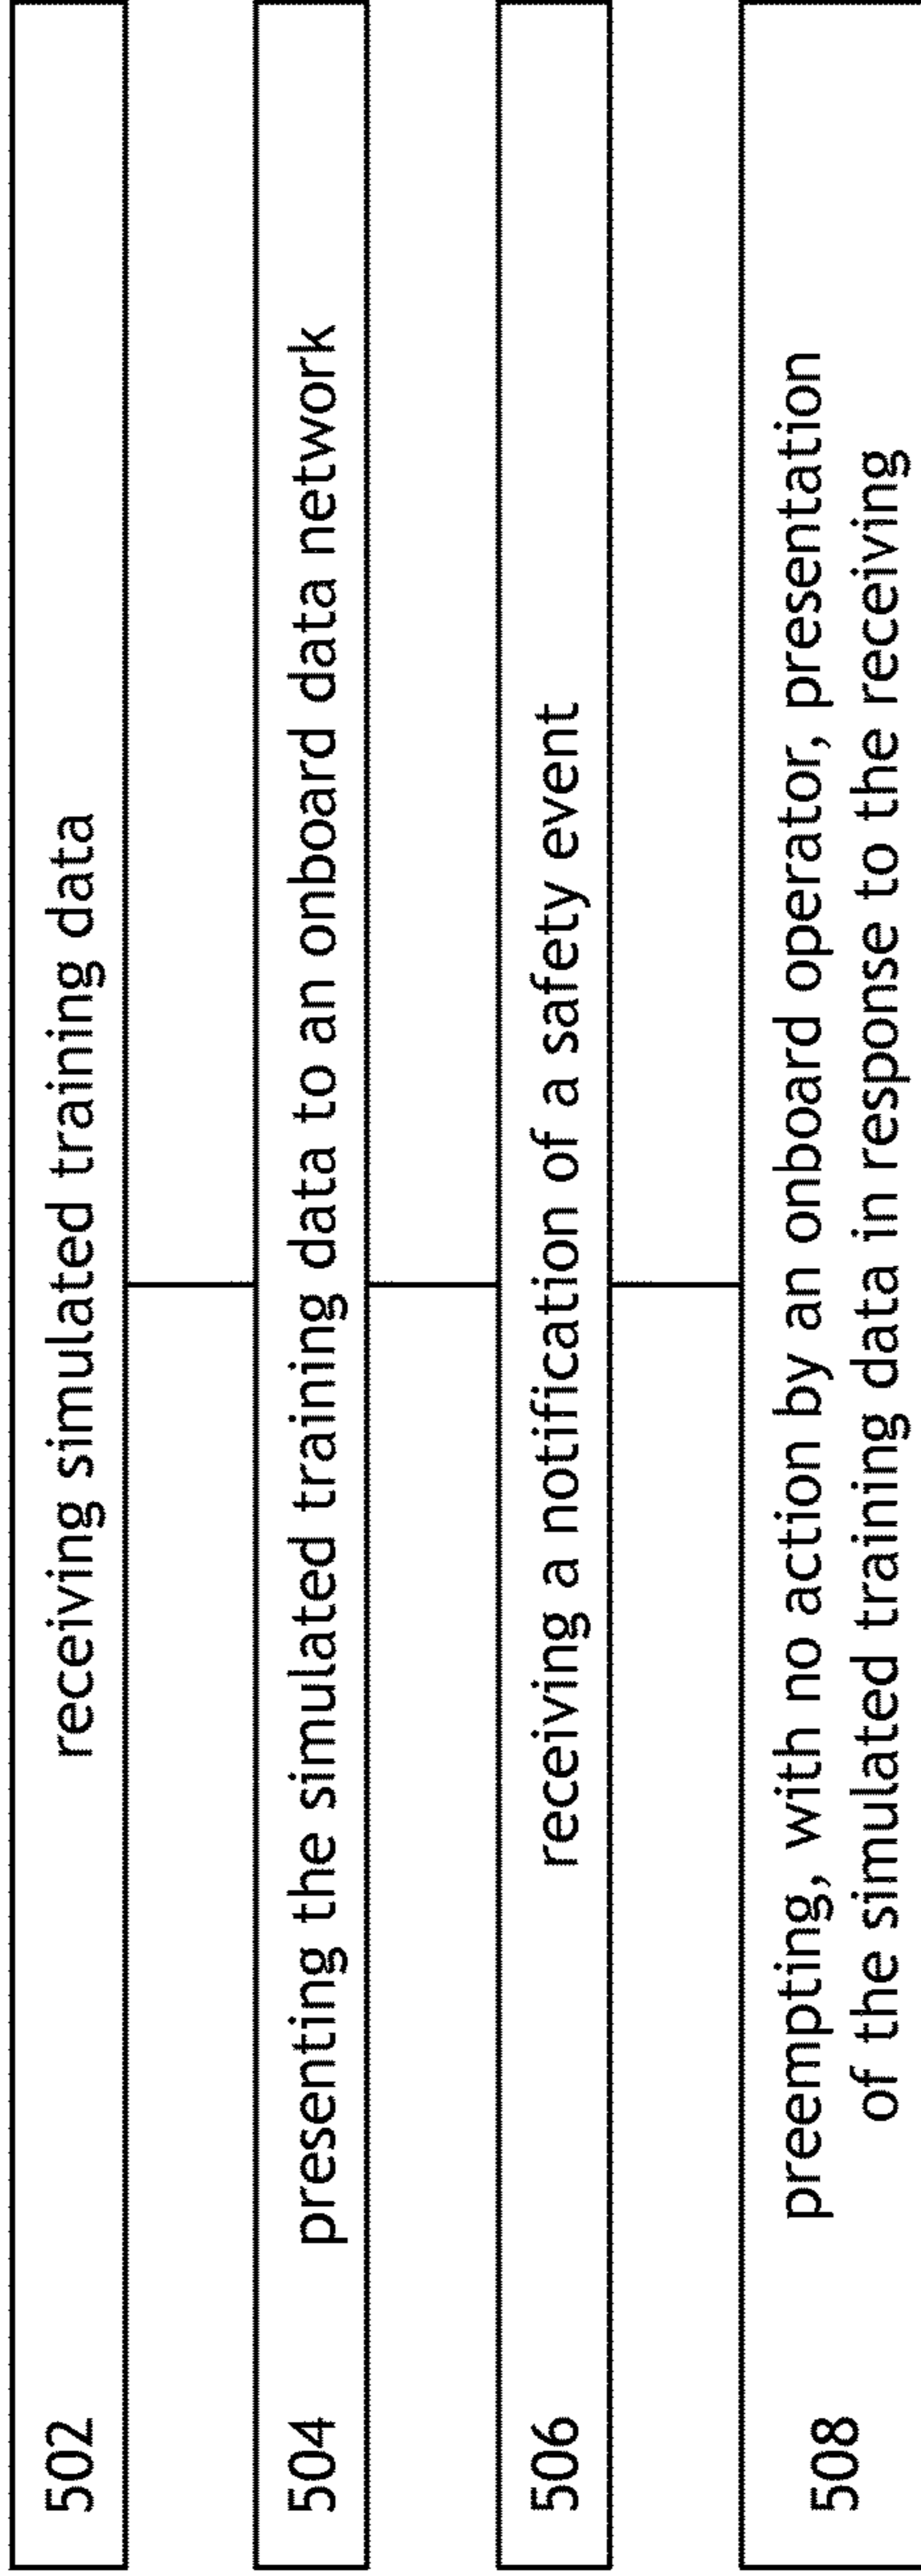 502 receiving simulated training data
504 presenting the simulated training data to an onboard data network
506 receiving a notification of a safety event
508 preempting, with no action by an onboard operator, presentation
of the simulated training data in response to the receiving